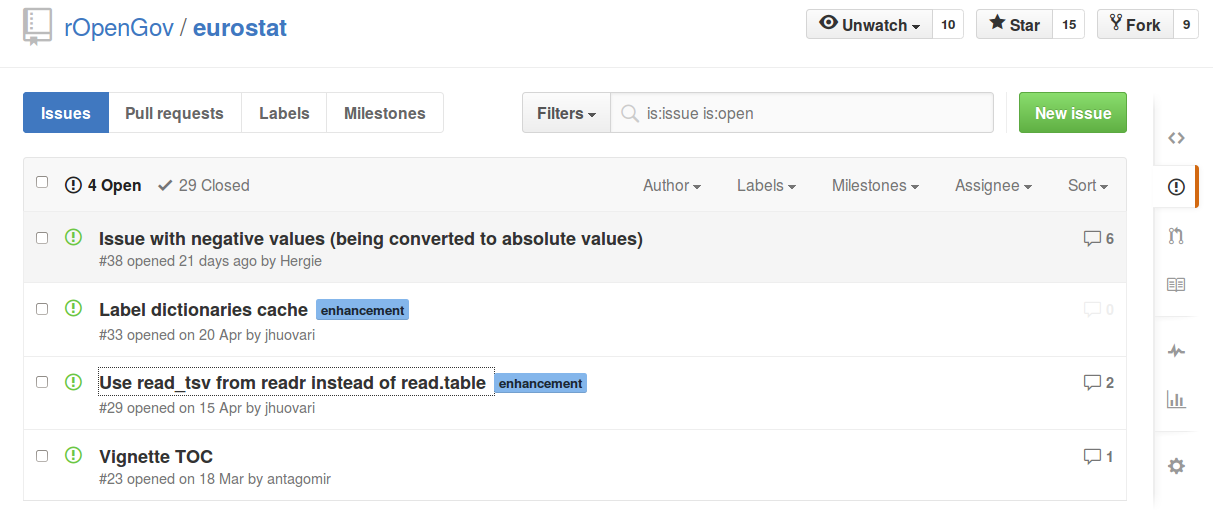 rOpenGov / eurostat
Unwatch 10 Star 15 Fork 9
Issues Pull requests Labels Milestones Filters is:issue is:open New issue
4 Open 29 Closed Author Labels Milestones Assignee Sort
Issue with negative values (being converted to absolute values) 6
#38 opened 21 days ago by Hergie
Label dictionaries cache enhancement 0
#33 opened on 20 Apr by jhuovari
Use read_tsv from readr instead of read.table enhancement 2
#29 opened on 15 Apr by jhuovari
Vignette TOC 1
#23 opened on 18 Mar by antagomir